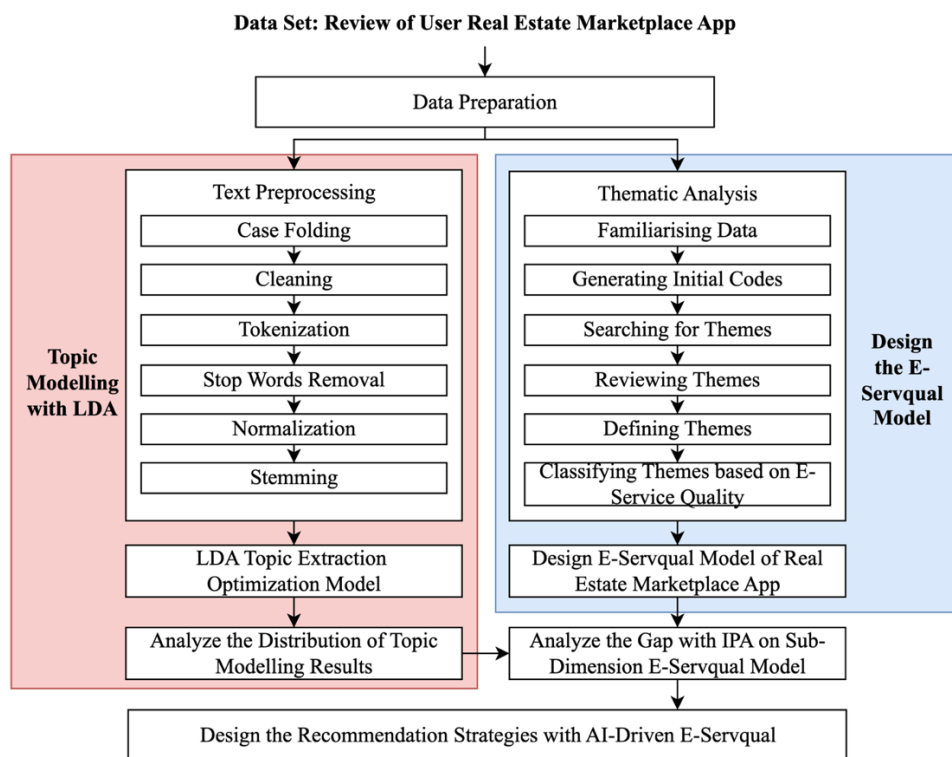 Data Set: Review of User Real Estate Marketplace App
Data Preparation
Text Preprocessing
Case Folding
Cleaning
Tokenization
Stop Words Removal
Normalization
Stemming
Topic
Modelling
with LDA
LDA Topic Extraction
Optimization Model
Analyze the Distribution of Topic
Modelling Results
Thematic Analysis
Familiarising Data
Generating Initial Codes
Searching for Themes
Reviewing Themes
Defining Themes
Classifying Themes based on E-
Service Quality
Design
the E-
Servqual
Model
Design E-Servqual Model of Real
Estate Marketplace App
Analyze the Gap with IPA on Sub-
Dimension E-Servqual Model
Design the Recommendation Strategies with AI-Driven E-Servqual